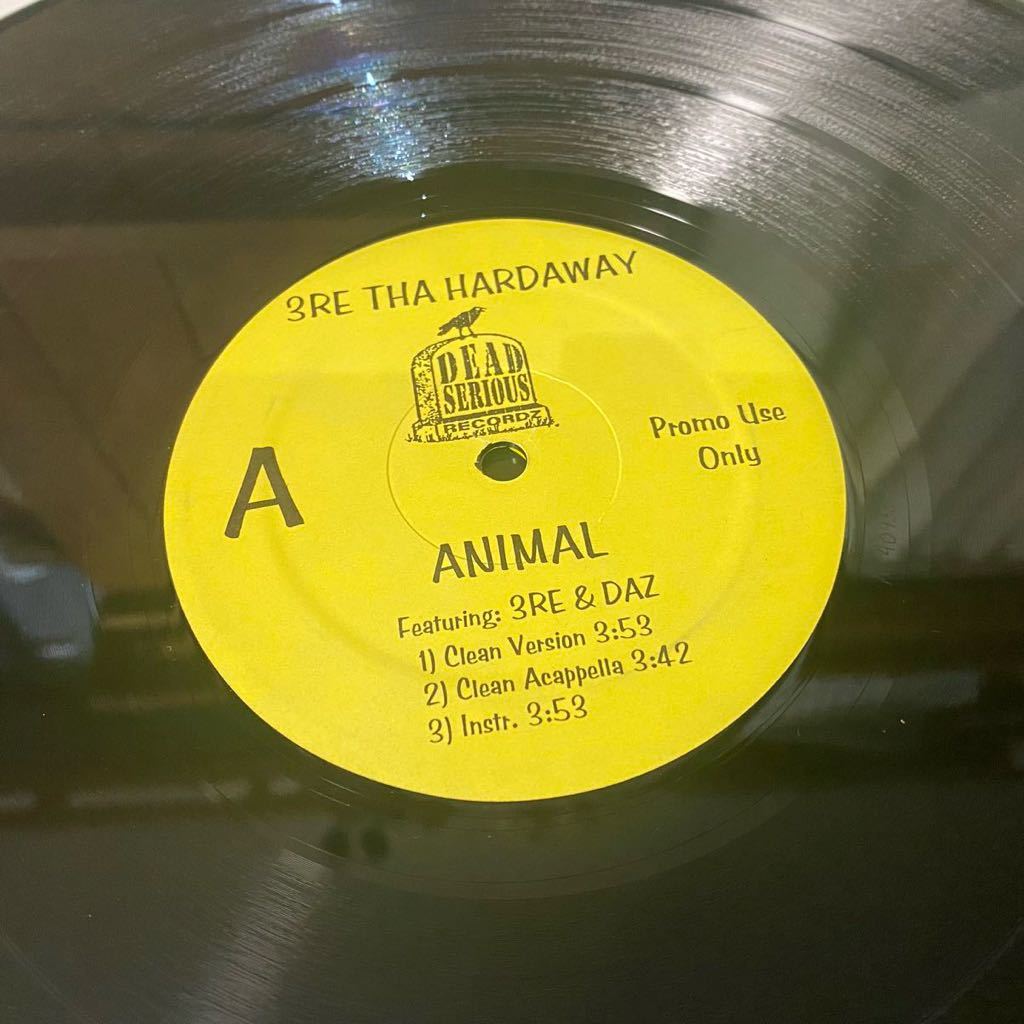 3RE THA HARDAWAY
DEAD
SERIOUS
RECORDZ
A
Promo Use
Only
ANIMAL
Featuring: 3RE & DAZ
1) Clean Version 3:53
2) Clean Acappella 3:42
3) Instr. 3:53